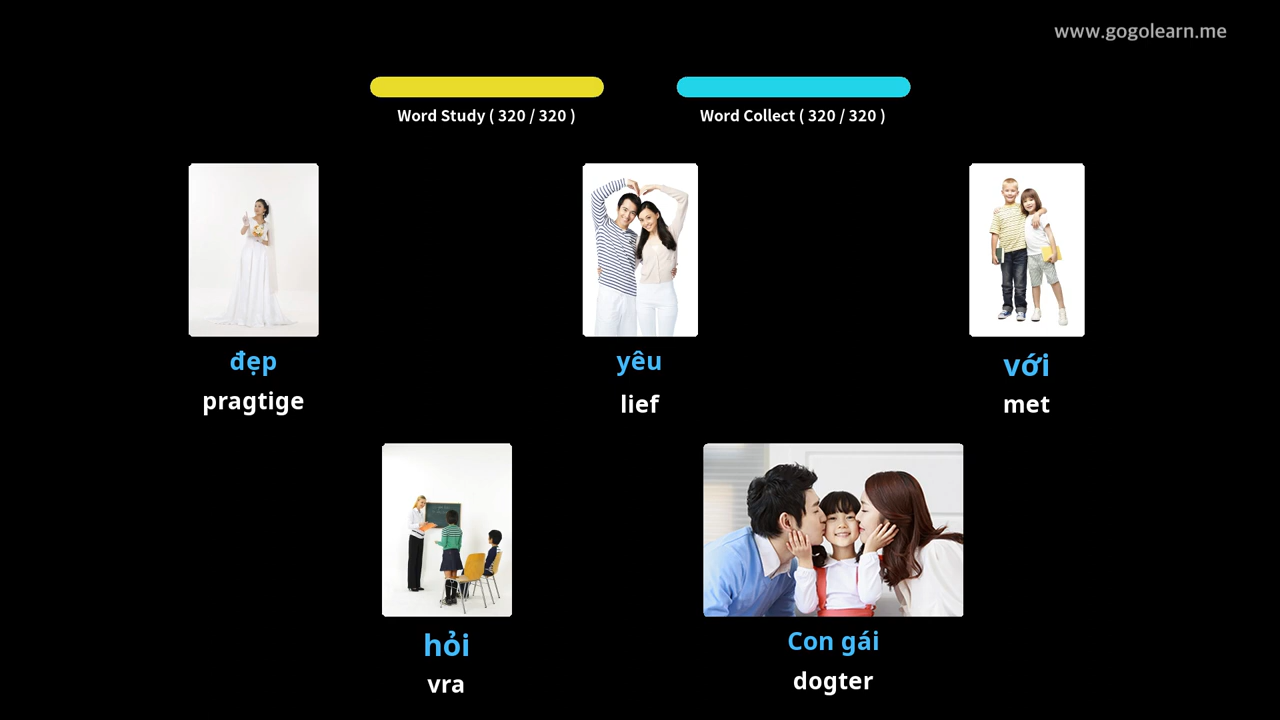 www.gogolearn.me
Word Study ( 320 / 320 )
Word Collect ( 320 / 320 )
đẹp
pragtige
yêu
lief
với
met
hỏi
vra
Con gái
dogter